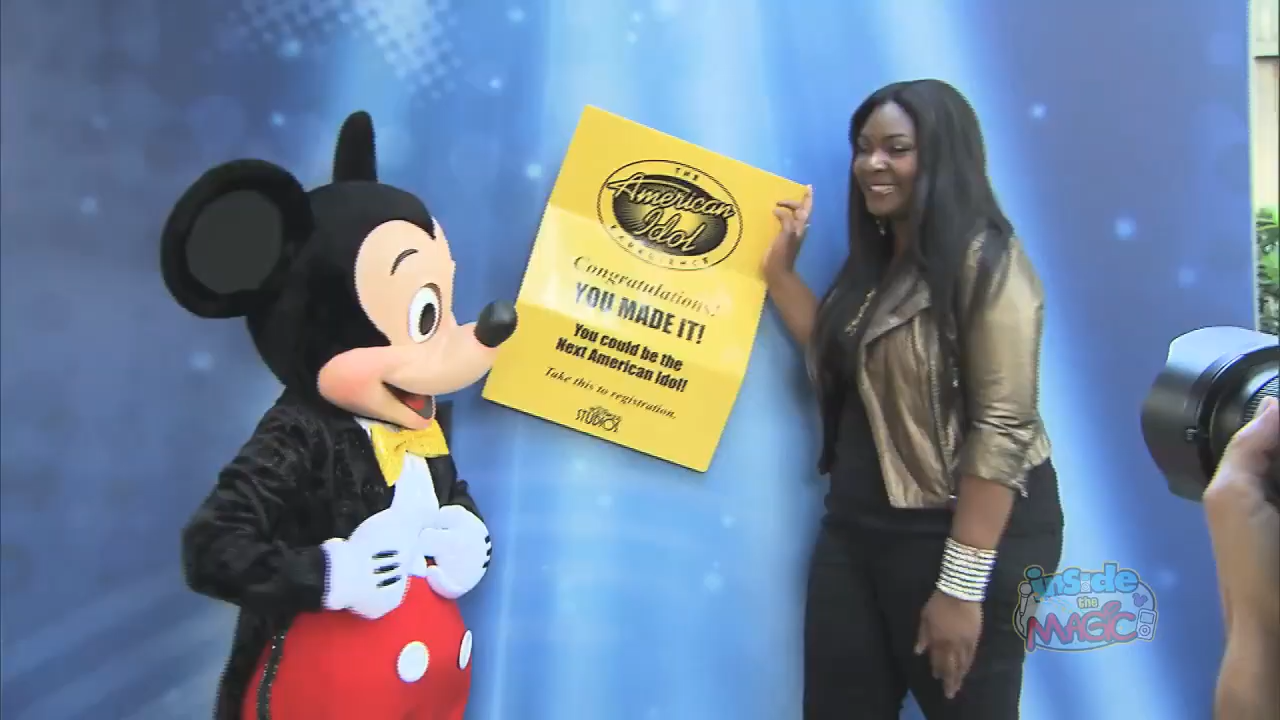 THE
American
Idol
EXPERIENCE
Congratulations!
YOU MADE IT!
You could be the
Next American Idol!
Take this to registration.
STUDIOS
inside
the
MAGIC